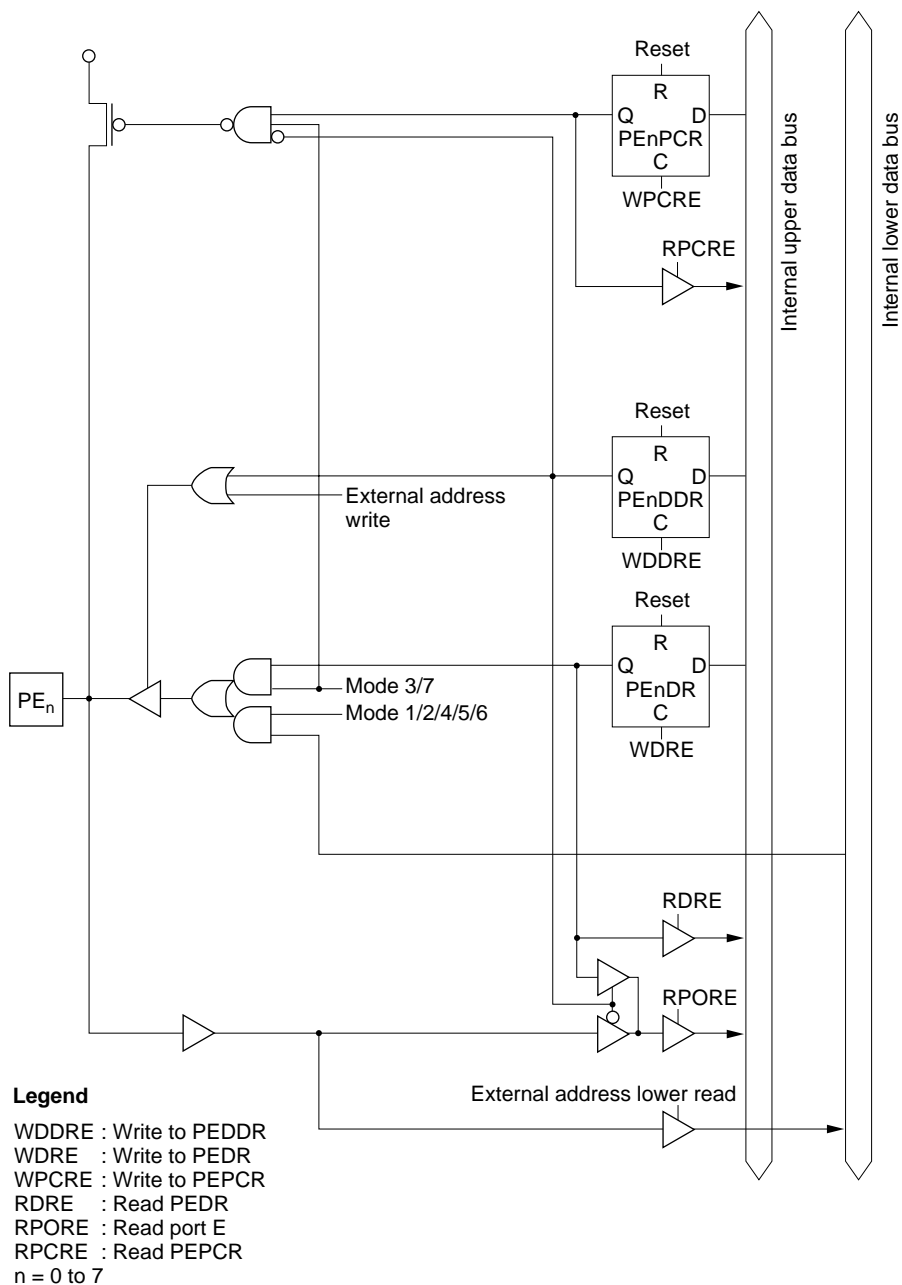 Reset
R
Q D
PEnPCR
C
WPCRE
RPCRE
Internal upper data bus
Internal lower data bus
Reset
R
Q D
PEnDDR
C
WDDRE
External address
write
Reset
R
Q D
PEnDR
C
WDRE
Mode 3/7
Mode 1/2/4/5/6
PEn
RDRE
RPORE
External address lower read
Legend
WDDRE : Write to PEDDR
WDRE : Write to PEDR
WPCRE : Write to PEPCR
RDRE : Read PEDR
RPORE : Read port E
RPCRE : Read PEPCR
n = 0 to 7